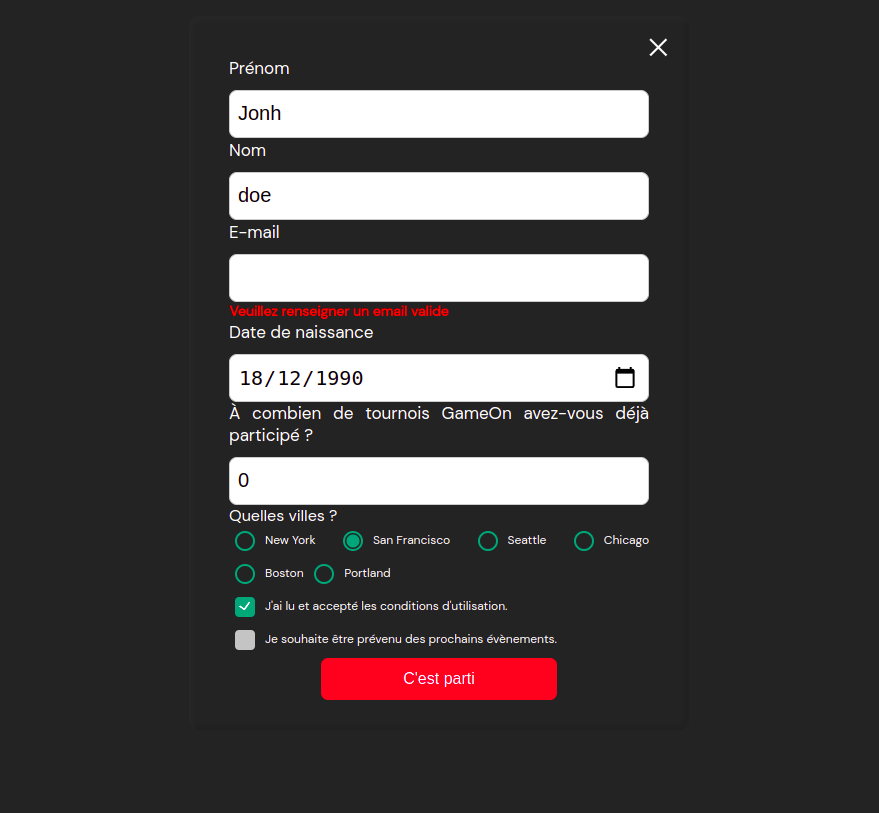 Prénom
Jonh
Nom
doe
E-mail
Veuillez renseigner un email valide
Date de naissance
18/12/1990
À combien de tournois GameOn avez-vous déjà
participé ?
0
Quelles villes ?
New York San Francisco Seattle Chicago
Boston Portland
J'ai lu et accepté les conditions d'utilisation.
Je souhaite être prévenu des prochains évènements.
C'est parti